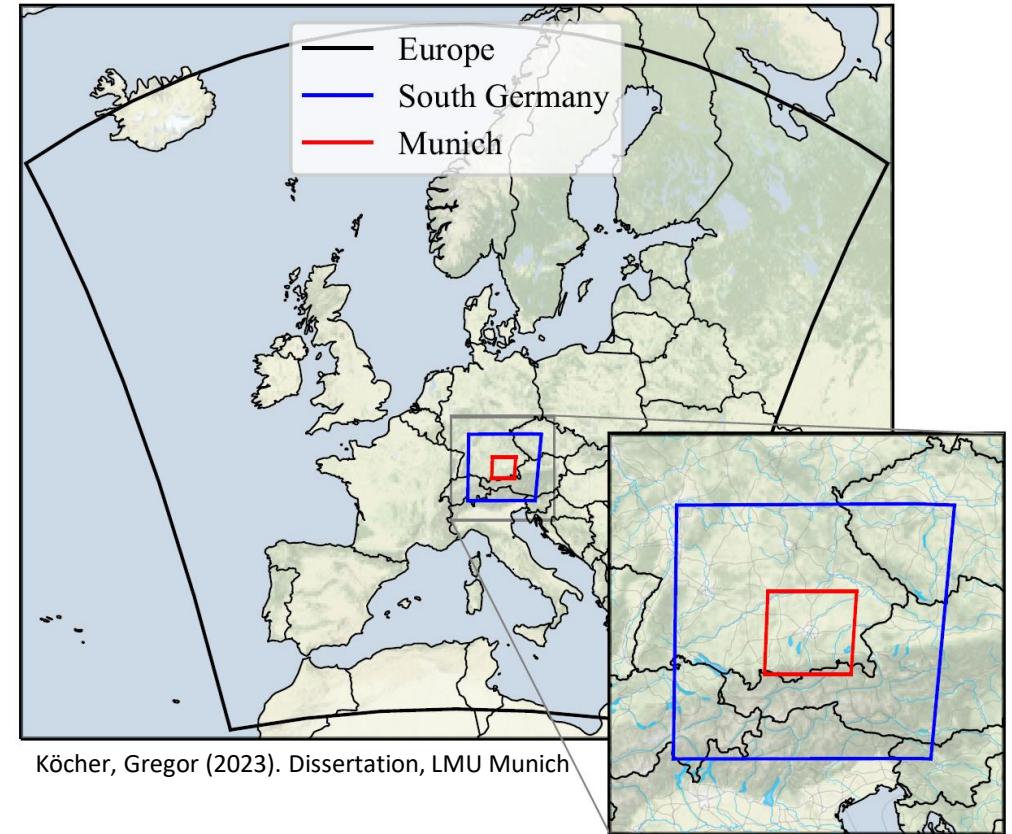 Europe
South Germany
Munich
Köcher, Gregor (2023). Dissertation, LMU Munich